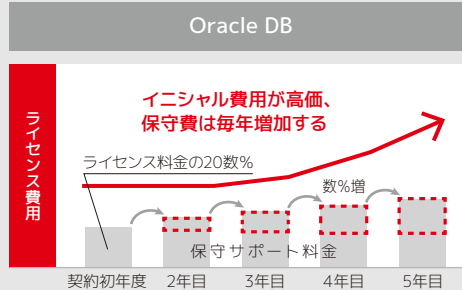 Oracle DB
ライセンス費用
イニシャル費用が高価、
保守費は毎年増加する
ライセンス料金の20数%
数%増
保守サポート料金
契約初年度 2年目 3年目 4年目 5年目